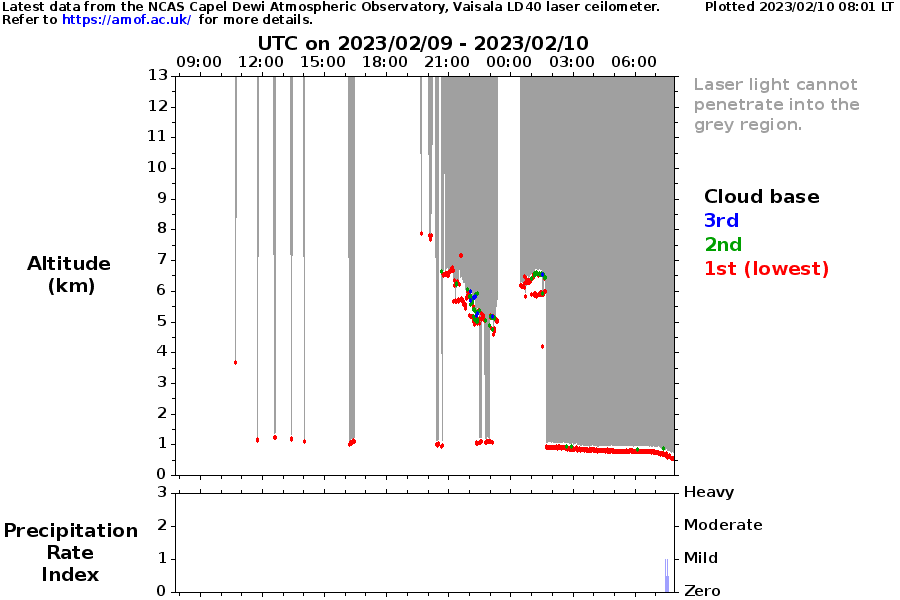 Latest data from the NCAS Capel Dewi Atmospheric Observatory, Vaisala LD40 laser ceilometer. Plotted 2023/02/10 08:01 LT
Refer to https://amof.ac.uk/ for more details.
UTC on 2023/02/09 - 2023/02/10
09:00 12:00 15:00 18:00 21:00 00:00 03:00 06:00
13
12
11
10
9
8
7
6
5
4
3
2
1
0
Altitude
(km)
Laser light cannot
penetrate into the
grey region.
Cloud base
3rd
2nd
1st (lowest)
3 Heavy
2 Moderate
1 Mild
0 Zero
Precipitation
Rate
Index